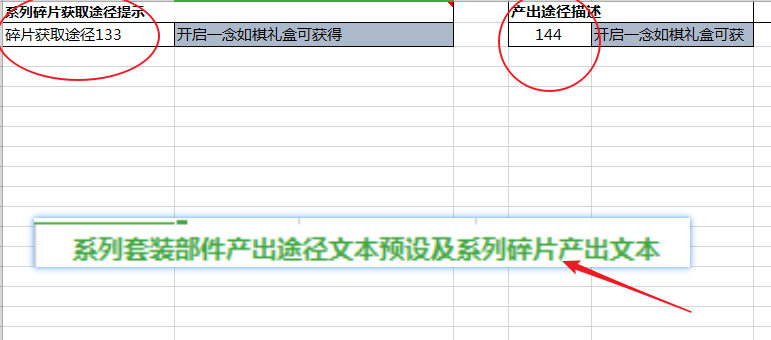 系列碎片获取途径提示
产出途径描述
碎片获取途径133
开启一念如棋礼盒可获得
144
开启一念如棋礼盒可获
系列套装部件产出途径文本预设及系列碎片产出文本